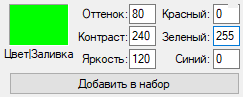 Оттенок: 80 Красный: 0
Контраст: 240 Зеленый: 255
Цвет|Заливка Яркость: 120 Синий: 0
Добавить в набор